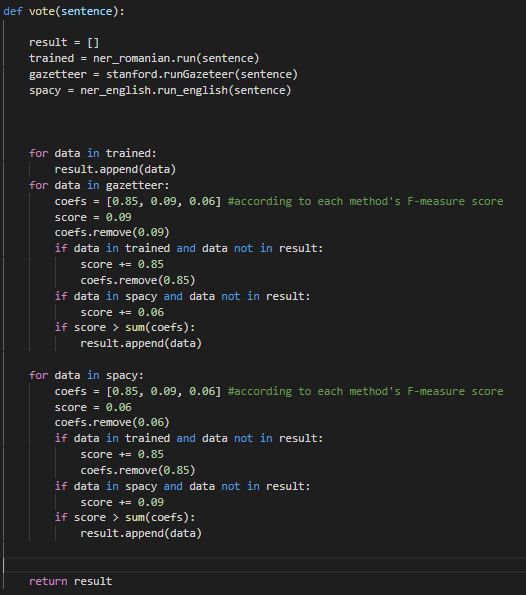 def vote(sentence):
result = []
trained = ner_romanian.run(sentence)
gazetteer = stanford.runGazeteer(sentence)
spacy = ner_english.run_english(sentence)
for data in trained:
result.append(data)
for data in gazetteer:
coefs = [0.85, 0.09, 0.06] #according to each method's F-measure score
score = 0.09
coefs.remove(0.09)
if data in trained and data not in result:
score += 0.85
coefs.remove(0.85)
if data in spacy and data not in result:
score += 0.06
if score > sum(coefs):
result.append(data)
for data in spacy:
coefs = [0.85, 0.09, 0.06] #according to each method's F-measure score
score = 0.06
coefs.remove(0.06)
if data in trained and data not in result:
score += 0.85
coefs.remove(0.85)
if data in spacy and data not in result:
score += 0.09
if score > sum(coefs):
result.append(data)
return result